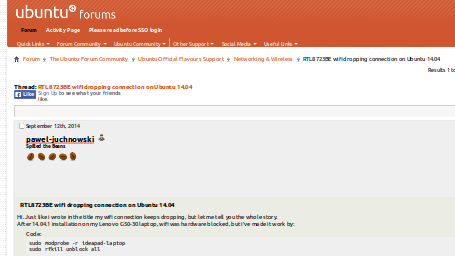 ubuntu forums
Forum Activity Page Please read before SSO login
Quick Links Forum Community Ubuntu Community Other Support Social Media Useful Links
Forum The Ubuntu Forum Community Ubuntu Official Flavours Support Networking & Wireless RTL8723BE wifi dropping connection on Ubuntu 14.04
Results 1 to
Thread: RTL8723BE wifi dropping connection on Ubuntu 14.04
Like Sign Up to see what your friends
like.
September 12th, 2014
pawel-juchnowski
Spilled the Beans
RTL8723BE wifi dropping connection on Ubuntu 14.04
Hi. Just like i wrote in the title my wifi connection keeps dropping, but let me tell you the whole story.
After 14.04.1 installation on my Lenovo G50-30 laptop, wifi was hardware blocked, but i've made it work by:
Code:
sudo modprobe -r ideapad-laptop
sudo rfkill unblock all